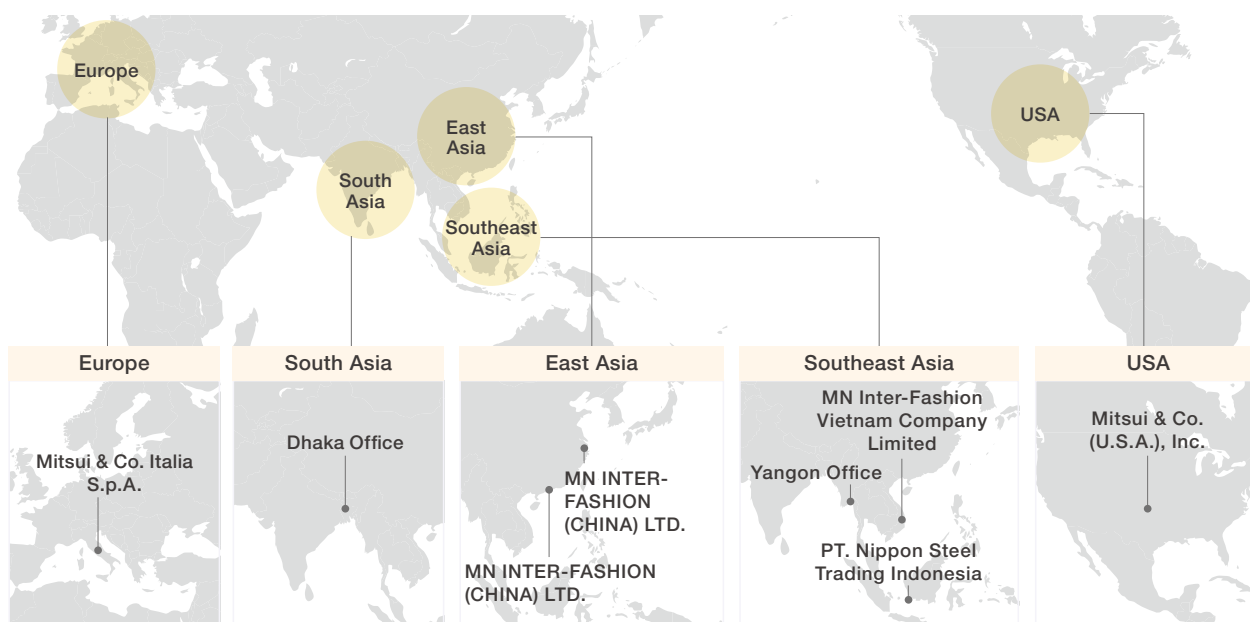 Europe
East
Asia
South
Asia
Southeast
Asia
USA
Europe
South Asia
East Asia
Southeast Asia
USA
Mitsui & Co. Italia
S.p.A.
Dhaka Office
MN INTER-
FASHION
(CHINA) LTD.
MN INTER-FASHION
(CHINA) LTD.
MN Inter-Fashion
Vietnam Company
Limited
Yangon Office
PT. Nippon Steel
Trading Indonesia
Mitsui & Co.
(U.S.A.), Inc.